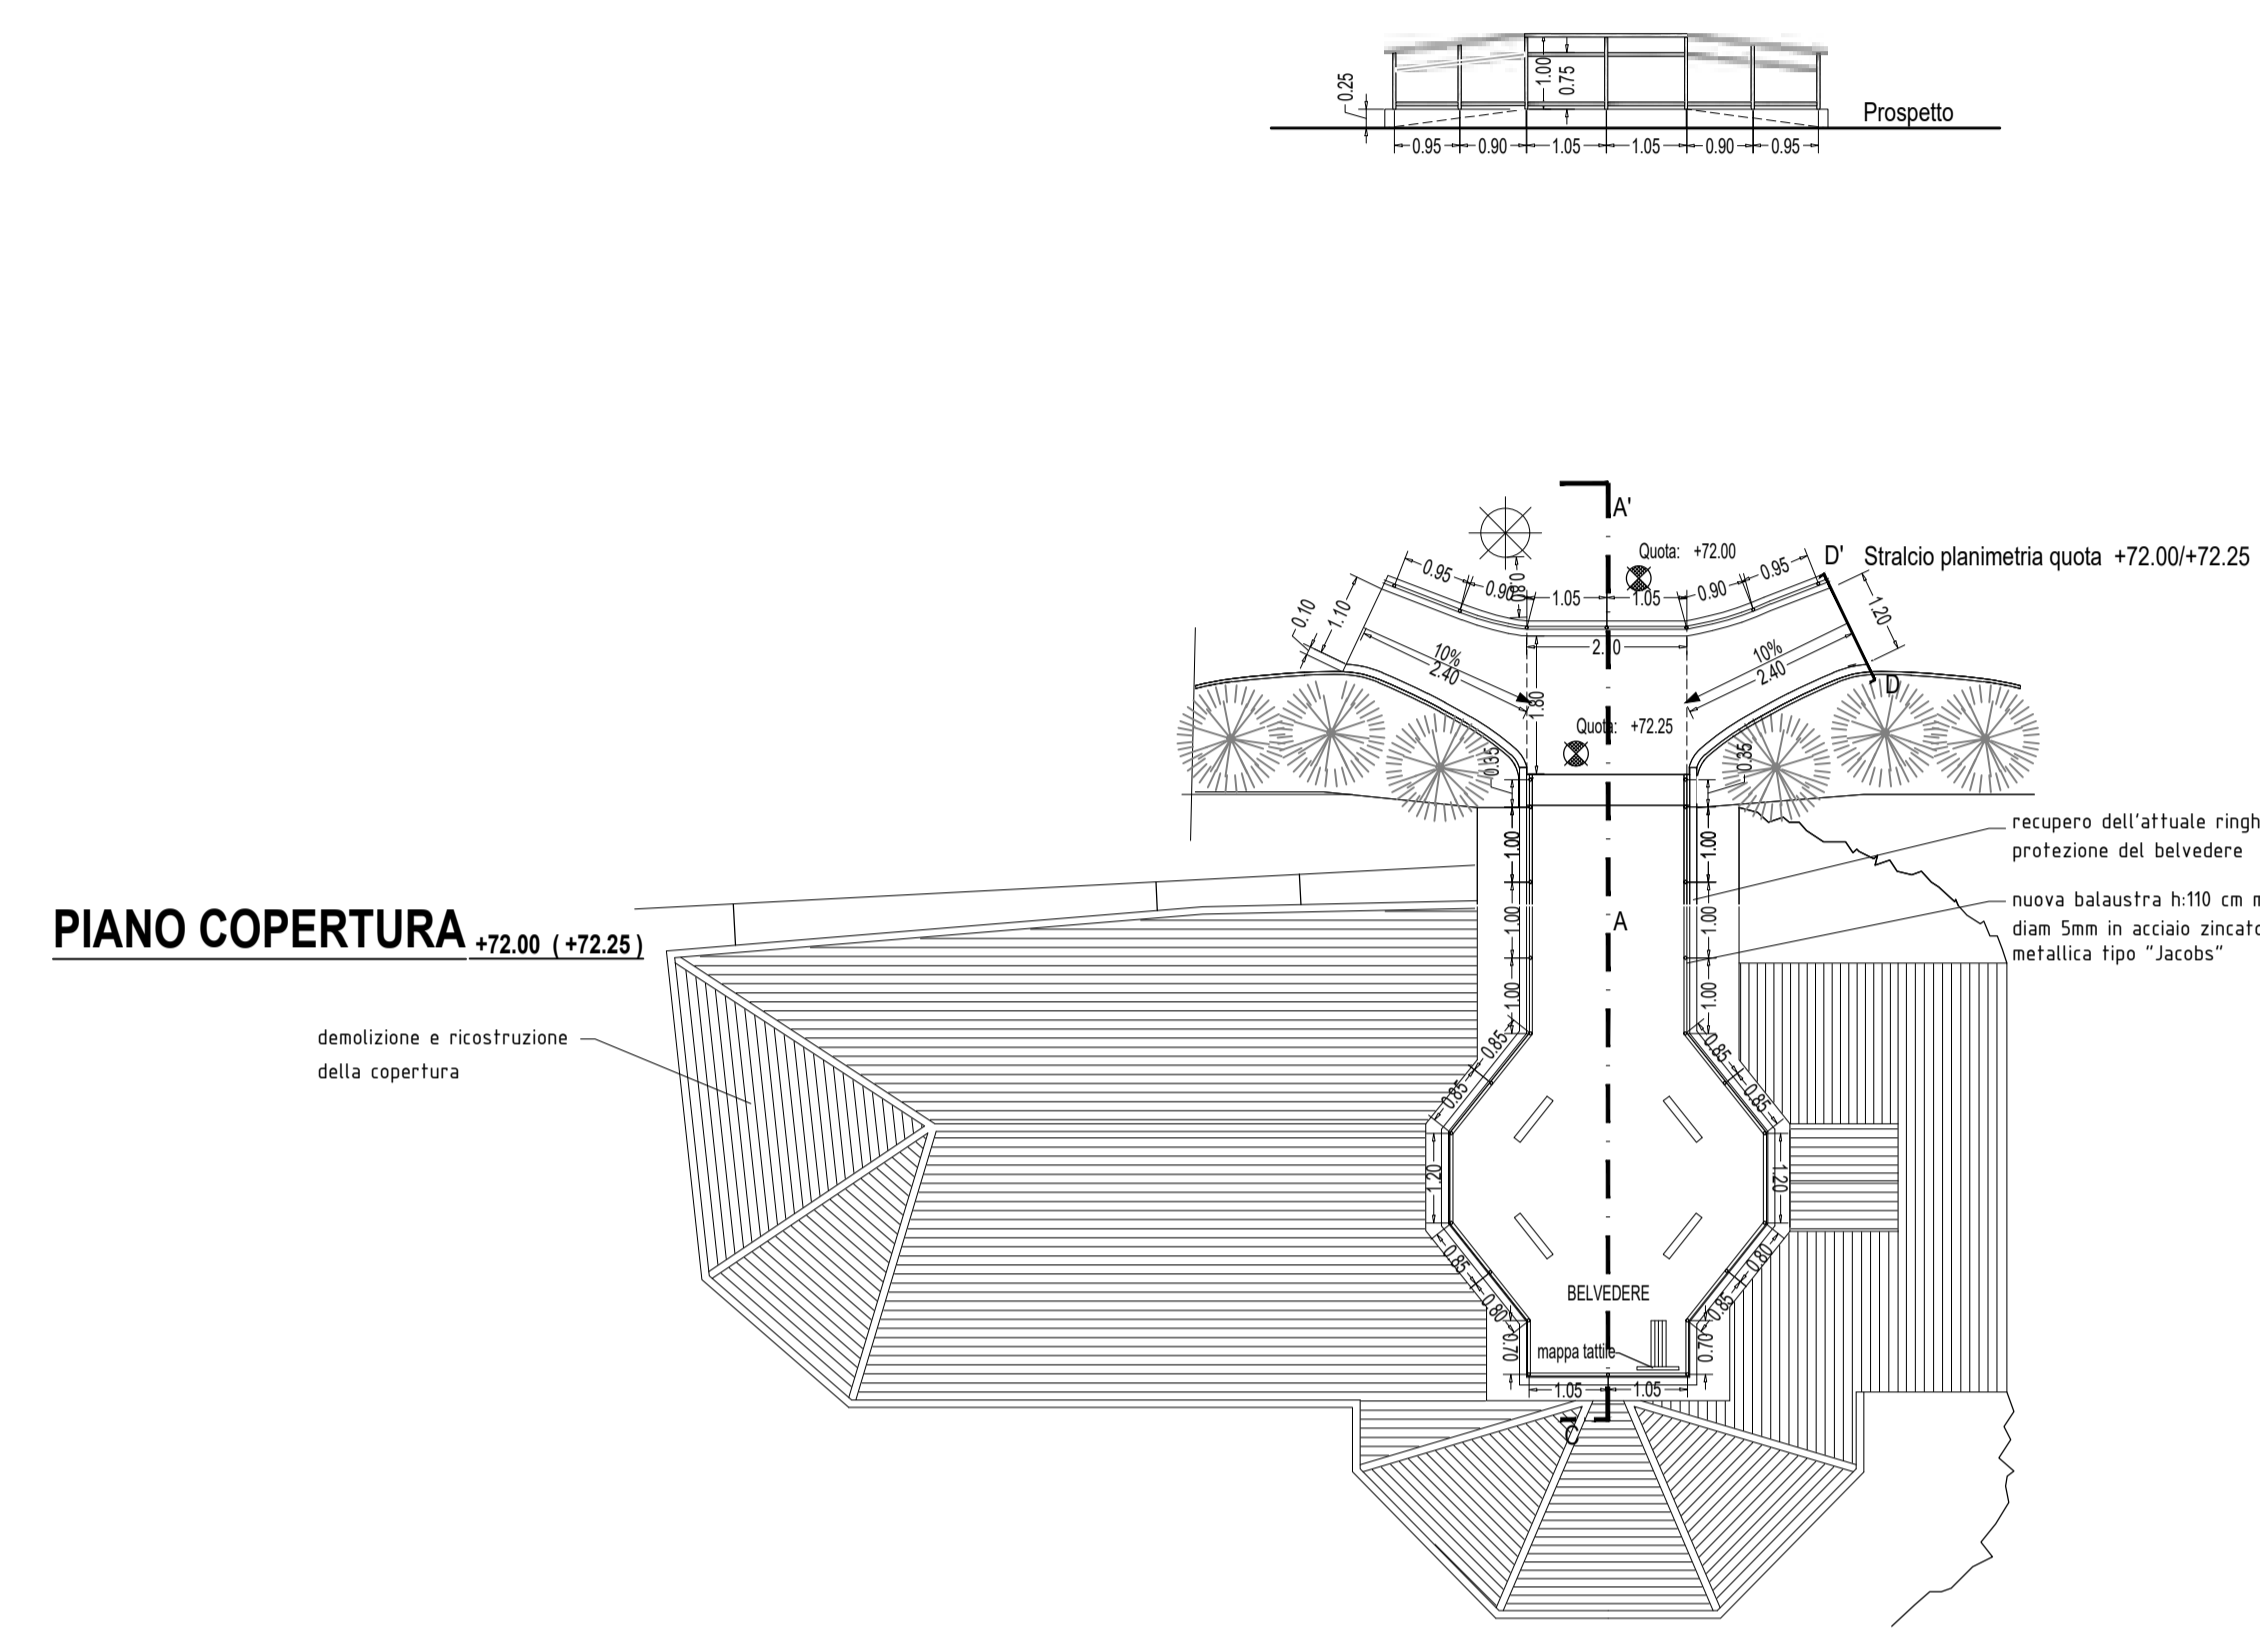 1.00
0.75
0.25
Prospetto
0.95 0.90 1.05 1.05 0.90 0.95
A'
Quota: +72.00
D' Stralcio planimetria quota +72.00/+72.25
0.95 0.90 0.80 1.05 1.05 0.90 0.95
0.10 1.10 1.20
10% 2.40
10% 2.40
1.80
D
Quota: +72.25
0.35 0.35
recupero dell'attuale ringh
protezione del belvedere
1.00 1.00
nuova balaustra h:110 cm m
diam 5mm in acciaio zincato
metallica tipo "Jacobs"
PIANO COPERTURA +72.00 ( +72.25 )
1.00 A 1.00
1.00 1.00
demolizione e ricostruzione
della copertura
0.85 0.85
0.85 0.85
1.20 1.20
0.85 0.80
0.80 0.85
BELVEDERE
0.70 0.70
mappa tattile
1.05 1.05
C